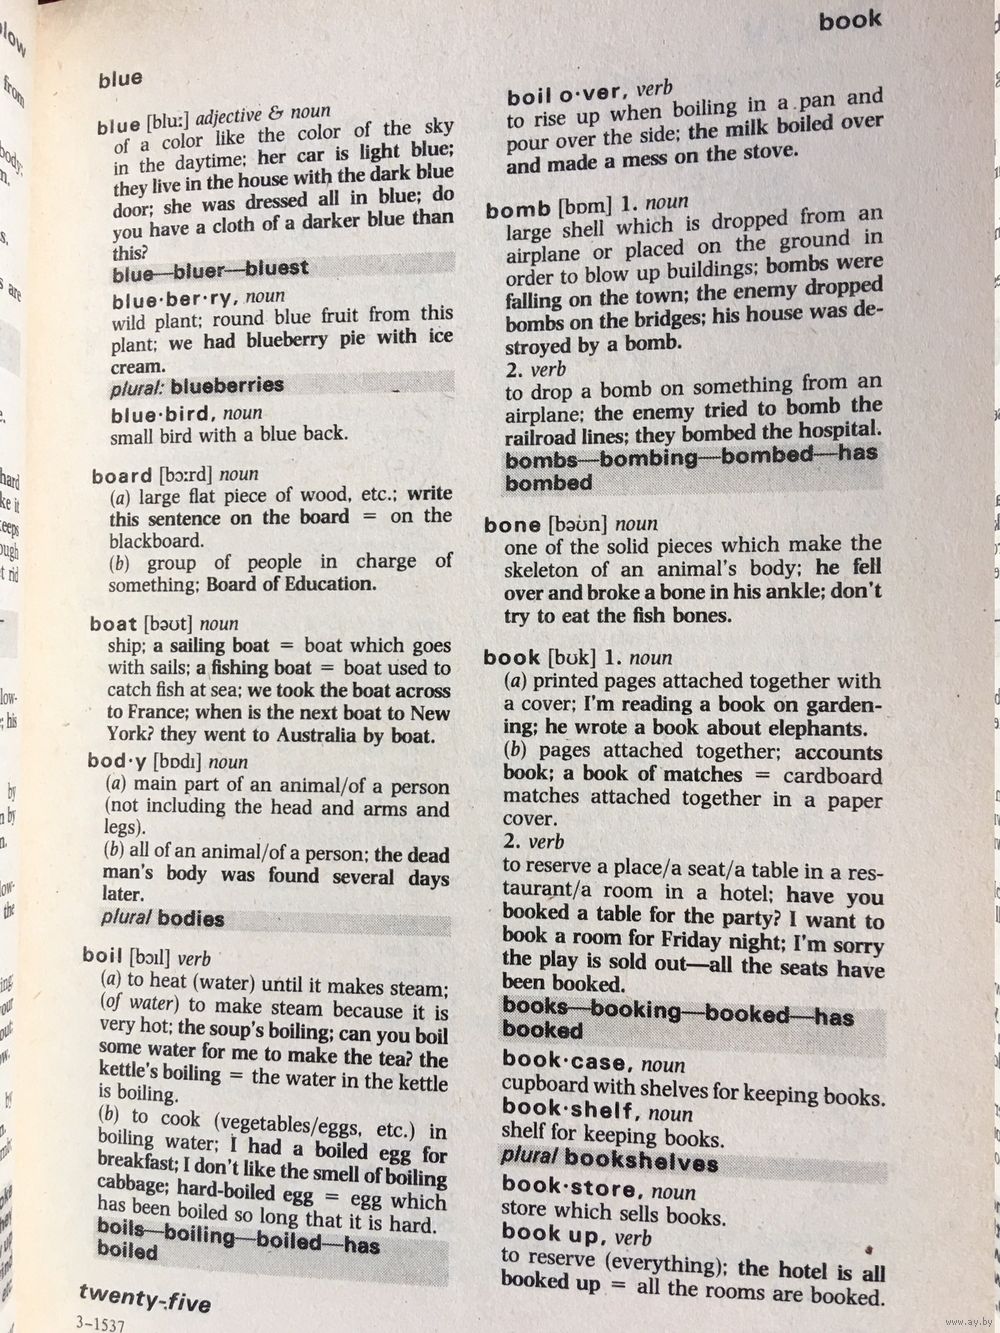 book
blue
blue [blu:] adjective & noun
of a color like the color of the sky
in the daytime; her car is light blue;
they live in the house with the dark blue
door; she was dressed all in blue; do
you have a cloth of a darker blue than
this?
blue—bluer—bluest
blue·ber·ry, noun
wild plant; round blue fruit from this
plant; we had blueberry pie with ice
cream.
plural: blueberries
blue·bird, noun
small bird with a blue back.
board [bɔ:rd] noun
(a) large flat piece of wood, etc.; write
this sentence on the board = on the
blackboard.
(b) group of people in charge of
something; Board of Education.
boat [bəʊt] noun
ship; a sailing boat = boat which goes
with sails; a fishing boat = boat used to
catch fish at sea; we took the boat across
to France; when is the next boat to New
York? they went to Australia by boat.
bod·y [bɒdɪ] noun
(a) main part of an animal/of a person
(not including the head and arms and
legs).
(b) all of an animal/of a person; the dead
man's body was found several days
later.
plural bodies
boil [bɔɪl] verb
(a) to heat (water) until it makes steam;
(of water) to make steam because it is
very hot; the soup's boiling; can you boil
some water for me to make the tea? the
kettle's boiling = the water in the kettle
is boiling.
(b) to cook (vegetables/eggs, etc.) in
boiling water; I had a boiled egg for
breakfast; I don't like the smell of boiling
cabbage; hard-boiled egg = egg which
has been boiled so long that it is hard.
boils—boiling—boiled—has
boiled
twenty-five
3–1537
boil o·ver, verb
to rise up when boiling in a pan and
pour over the side; the milk boiled over
and made a mess on the stove.
bomb [bɒm] 1. noun
large shell which is dropped from an
airplane or placed on the ground in
order to blow up buildings; bombs were
falling on the town; the enemy dropped
bombs on the bridges; his house was de-
stroyed by a bomb.
2. verb
to drop a bomb on something from an
airplane; the enemy tried to bomb the
railroad lines; they bombed the hospital.
bombs—bombing—bombed—has
bombed
bone [bəʊn] noun
one of the solid pieces which make the
skeleton of an animal's body; he fell
over and broke a bone in his ankle; don't
try to eat the fish bones.
book [bʊk] 1. noun
(a) printed pages attached together with
a cover; I'm reading a book on garden-
ing; he wrote a book about elephants.
(b) pages attached together; accounts
book; a book of matches = cardboard
matches attached together in a paper
cover.
2. verb
to reserve a place/a seat/a table in a res-
taurant/a room in a hotel; have you
booked a table for the party? I want to
book a room for Friday night; I'm sorry
the play is sold out—all the seats have
been booked.
books—booking—booked—has
booked
book·case, noun
cupboard with shelves for keeping books.
book·shelf, noun
shelf for keeping books.
plural bookshelves
book·store, noun
store which sells books.
book up, verb
to reserve (everything); the hotel is all
booked up = all the rooms are booked.
www.ay.by